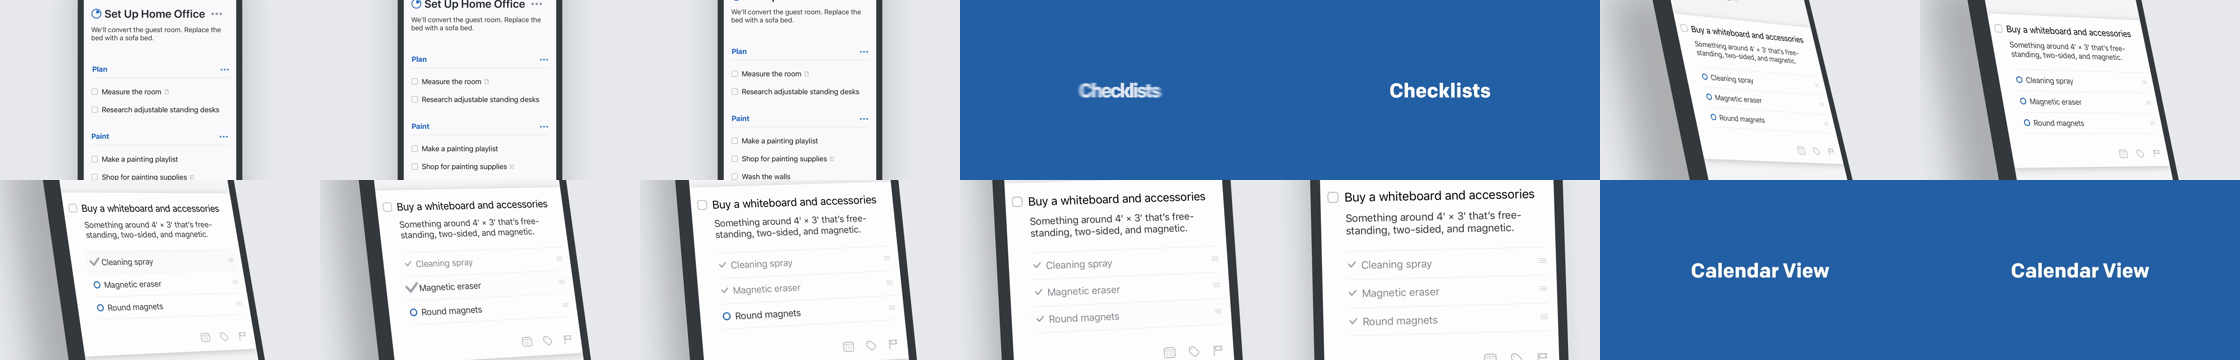 Set Up Home Office
We'll convert the guest room. Replace the
bed with a sofa bed.
Plan
Measure the room
Research adjustable standing desks
Paint
Make a painting playlist
Shop for painting supplies
Set Up Home Office
We'll convert the guest room. Replace the
bed with a sofa bed.
Plan
Measure the room
Research adjustable standing desks
Paint
Make a painting playlist
Shop for painting supplies
We'll convert the guest room. Replace the
bed with a sofa bed.
Plan
Measure the room
Research adjustable standing desks
Paint
Make a painting playlist
Shop for painting supplies
Wash the walls
Checklists
Checklists
Buy a whiteboard and accessories
Something around 4' × 3' that's free-
standing, two-sided, and magnetic.
Cleaning spray
Magnetic eraser
Round magnets
Buy a whiteboard and accessories
Something around 4' × 3' that's free-
standing, two-sided, and magnetic.
Cleaning spray
Magnetic eraser
Round magnets
Buy a whiteboard and accessories
Something around 4' × 3' that's free-
standing, two-sided, and magnetic.
Cleaning spray
Magnetic eraser
Round magnets
Buy a whiteboard and accessories
Something around 4' × 3' that's free-
standing, two-sided, and magnetic.
Cleaning spray
Magnetic eraser
Round magnets
Buy a whiteboard and accessories
Something around 4' × 3' that's free-
standing, two-sided, and magnetic.
Cleaning spray
Magnetic eraser
Round magnets
Buy a whiteboard and accessories
Something around 4' × 3' that's free-
standing, two-sided, and magnetic.
Cleaning spray
Magnetic eraser
Round magnets
Buy a whiteboard and accessories
Something around 4' × 3' that's free-
standing, two-sided, and magnetic.
Cleaning spray
Magnetic eraser
Round magnets
Calendar View
Calendar View